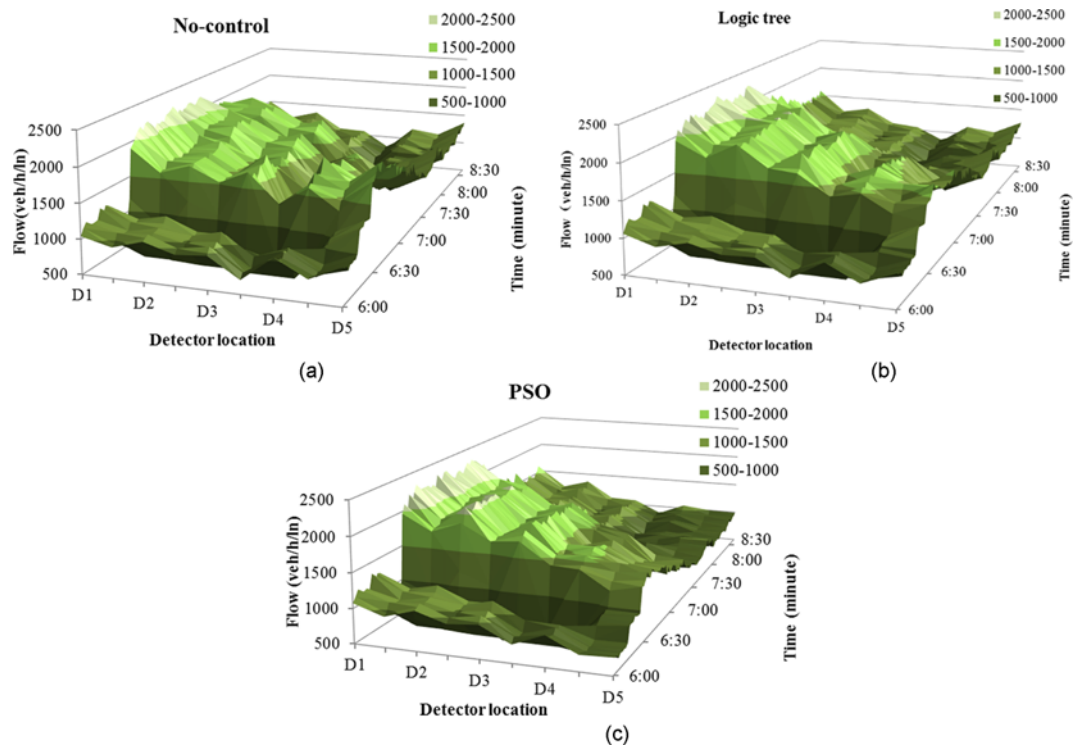 No-control
2000-2500
1500-2000
1000-1500
500-1000
2500
2000
1500
1000
500
Flow(veh/h/ln)
D1
D2
D3
D4
D5
Detector location
6:00
6:30
7:00
7:30
8:00
8:30
Time (minute)
(a)
Logic tree
2000-2500
1500-2000
1000-1500
500-1000
2500
2000
1500
1000
500
Flow ( veh/h/ln)
D1
D2
D3
D4
D5
Detector location
6:00
6:30
7:00
7:30
8:00
8:30
Time (minute)
(b)
PSO
2000-2500
1500-2000
1000-1500
500-1000
2500
2000
1500
1000
500
Flow (veh/h/ln)
D1
D2
D3
D4
D5
Detector location
6:00
6:30
7:00
7:30
8:00
8:30
Time (minute)
(c)